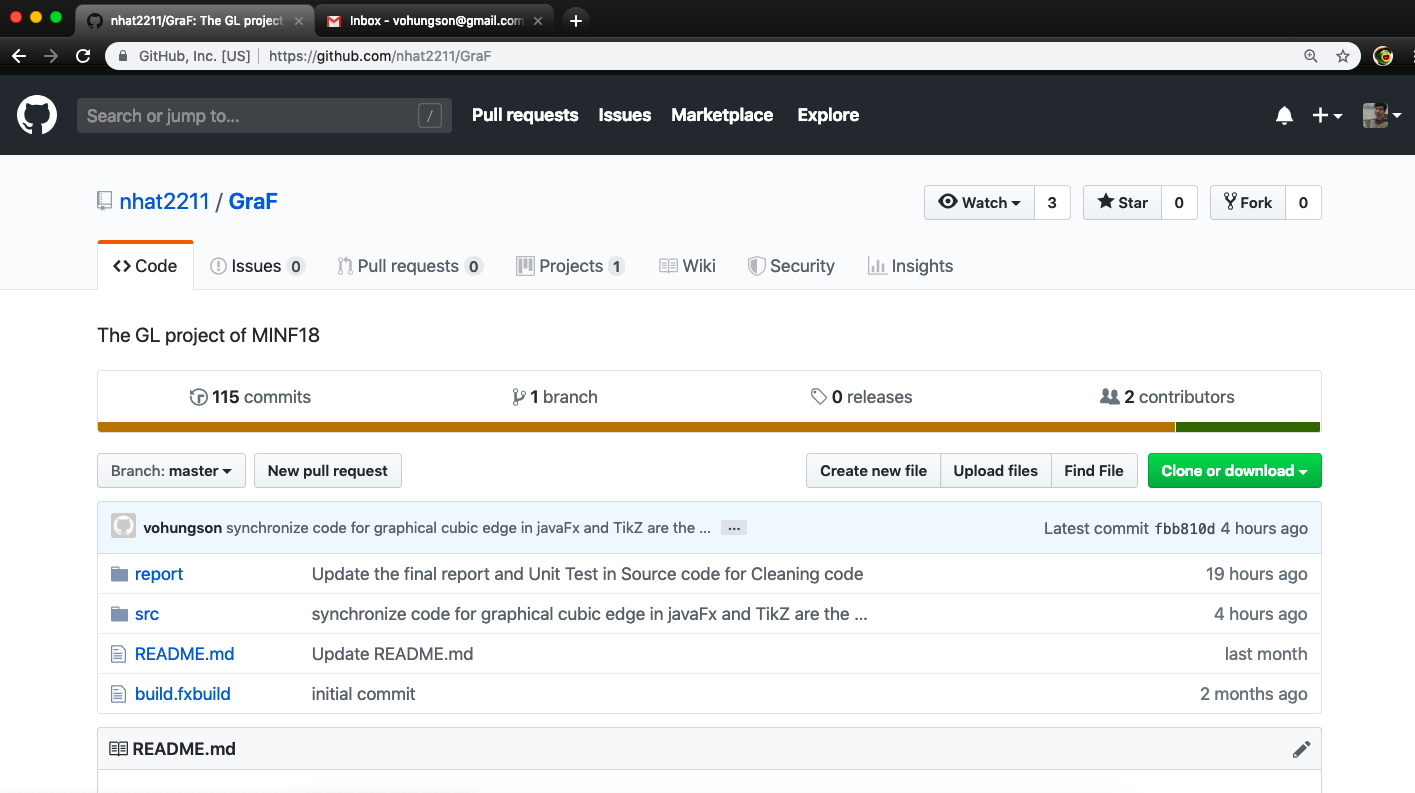 nhat2211/GraF: The GL project
Inbox - vohungson@gmail.com
GitHub, Inc. [US] https://github.com/nhat2211/GraF
Search or jump to... / Pull requests Issues Marketplace Explore
nhat2211 / GraF Watch 3 Star 0 Fork 0
Code Issues 0 Pull requests 0 Projects 1 Wiki Security Insights
The GL project of MINF18
115 commits 1 branch 0 releases 2 contributors
Branch: master New pull request Create new file Upload files Find File Clone or download
vohungson synchronize code for graphical cubic edge in javaFx and TikZ are the ... ... Latest commit fbb810d 4 hours ago
report Update the final report and Unit Test in Source code for Cleaning code 19 hours ago
src synchronize code for graphical cubic edge in javaFx and TikZ are the ... 4 hours ago
README.md Update README.md last month
build.fxbuild initial commit 2 months ago
README.md